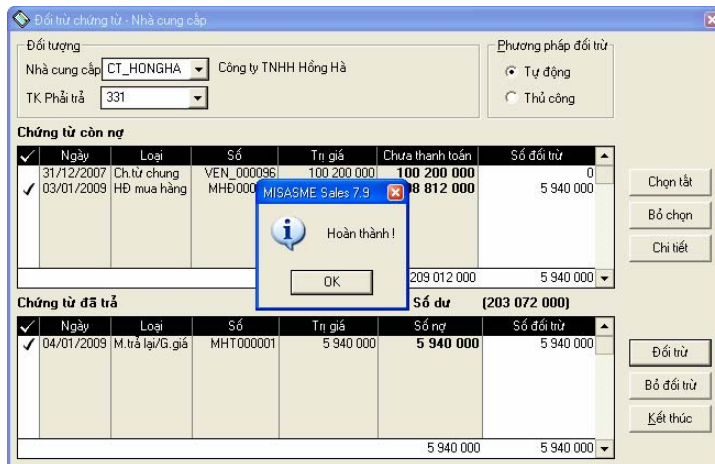 Đối trừ chứng từ - Nhà cung cấp
Đối tượng
Nhà cung cấp CT_HONGHA Công ty TNHH Hồng Hà
TK Phải trả 331
Phương pháp đối trừ
Tự động
Thủ công
Chứng từ còn nợ
Ngày Loại Số Trị giá Chưa thanh toán Số đối trừ
31/12/2007 Ch.từ chung VEN_000096 100 200 000 100 200 000 0
03/01/2009 HĐ mua hàng 8 812 000 5 940 000
209 012 000 5 940 000
MISASME Sales 7.9
Hoàn thành !
OK
Chọn tất
Bỏ chọn
Chi tiết
Chứng từ đã trả Số dư (203 072 000)
Ngày Loại Số Trị giá Số nợ Số đối trừ
04/01/2009 M.trả lại/G.giá MHT000001 5 940 000 5 940 000 5 940 000
5 940 000 5 940 000
Đối trừ
Bỏ đối trừ
Kết thúc